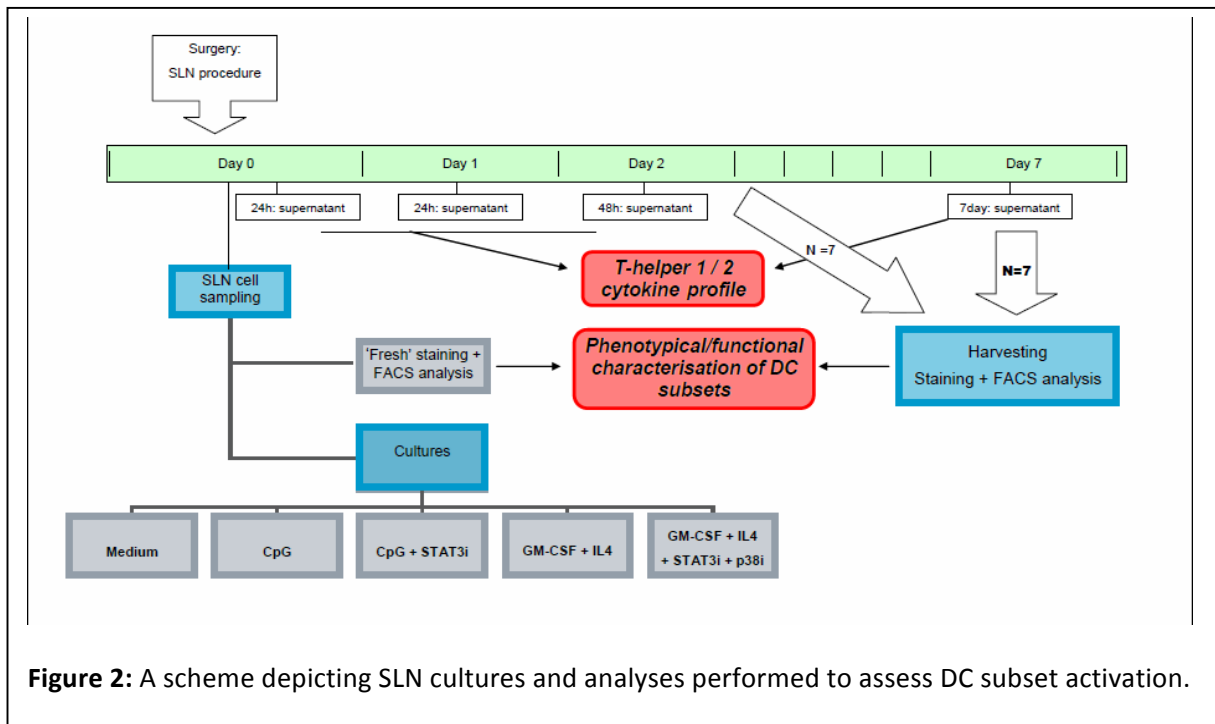 Surgery:
SLN procedure
Day 0
Day 1
Day 2
Day 7
24h: supernatant
24h: supernatant
48h: supernatant
7day: supernatant
N =7
N=7
T-helper 1 / 2
cytokine profile
SLN cell
sampling
'Fresh' staining +
FACS analysis
Phenotypical/functional
characterisation of DC
subsets
Harvesting
Staining + FACS analysis
Cultures
Medium
CpG
CpG + STAT3i
GM-CSF + IL4
GM-CSF + IL4
+ STAT3i + p38i
Figure 2: A scheme depicting SLN cultures and analyses performed to assess DC subset activation.